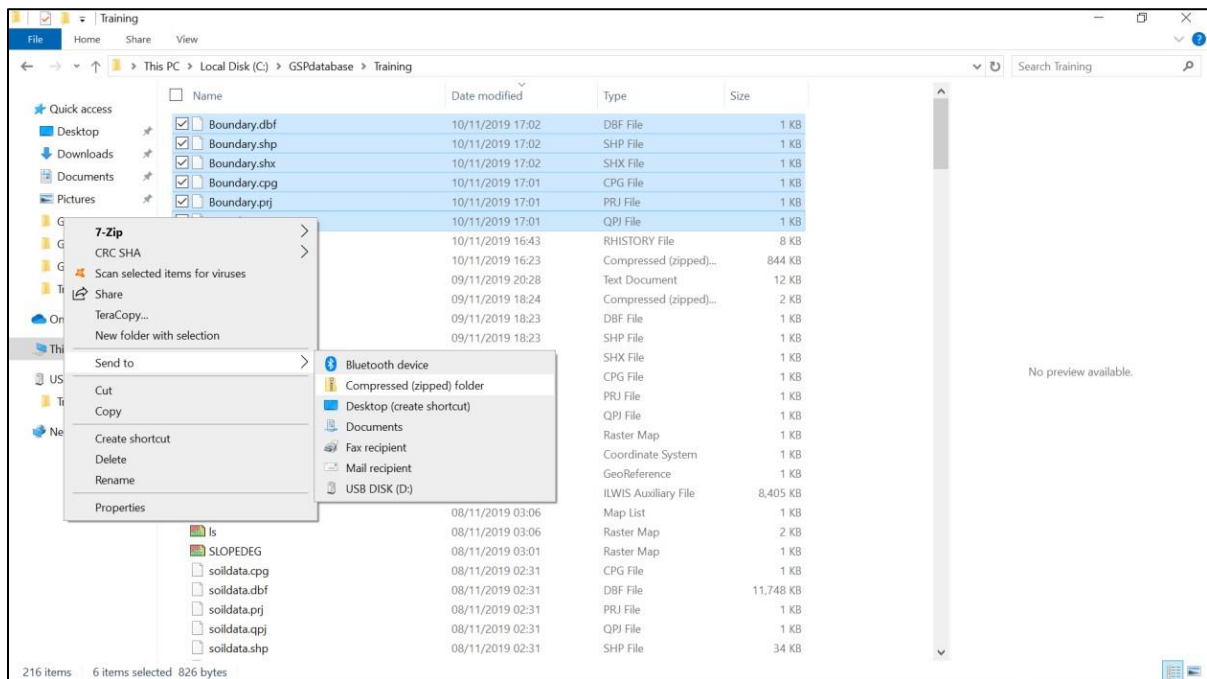 Training
File Home Share View
This PC > Local Disk (C:) > GSPdatabase > Training
Search Training
Name Date modified Type Size
Quick access
Desktop
Downloads
Documents
Pictures
Boundary.dbf 10/11/2019 17:02 DBF File 1 KB
Boundary.shp 10/11/2019 17:02 SHP File 1 KB
Boundary.shx 10/11/2019 17:02 SHX File 1 KB
Boundary.cpg 10/11/2019 17:01 CPG File 1 KB
Boundary.prj 10/11/2019 17:01 PRJ File 1 KB
10/11/2019 17:01 QPJ File 1 KB
10/11/2019 16:43 RHISTORY File 8 KB
10/11/2019 16:23 Compressed (zipped)... 844 KB
09/11/2019 20:28 Text Document 12 KB
09/11/2019 18:24 Compressed (zipped)... 2 KB
09/11/2019 18:23 DBF File 1 KB
09/11/2019 18:23 SHP File 1 KB
SHX File 1 KB
CPG File 1 KB
PRJ File 1 KB
QPJ File 1 KB
Raster Map 1 KB
Coordinate System 1 KB
GeoReference 1 KB
ILWIS Auxiliary File 8,405 KB
08/11/2019 03:06 Map List 1 KB
ls 08/11/2019 03:06 Raster Map 2 KB
SLOPEDEG 08/11/2019 03:01 Raster Map 1 KB
soildata.cpg 08/11/2019 02:31 CPG File 1 KB
soildata.dbf 08/11/2019 02:31 DBF File 11,748 KB
soildata.prj 08/11/2019 02:31 PRJ File 1 KB
soildata.qpj 08/11/2019 02:31 QPJ File 1 KB
soildata.shp 08/11/2019 02:31 SHP File 34 KB
7-Zip
CRC SHA
Scan selected items for viruses
Share
TeraCopy...
New folder with selection
Send to
Cut
Copy
Create shortcut
Delete
Rename
Properties
Bluetooth device
Compressed (zipped) folder
Desktop (create shortcut)
Documents
Fax recipient
Mail recipient
USB DISK (D:)
No preview available.
216 items 6 items selected 826 bytes